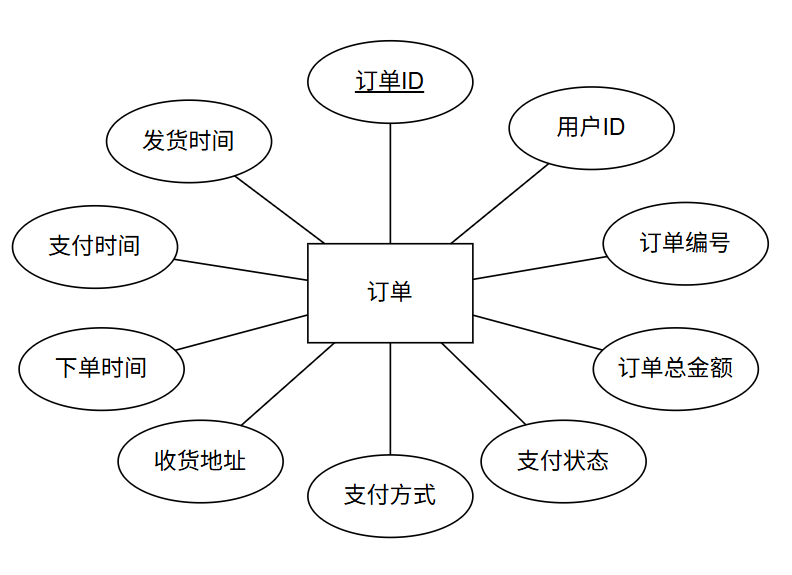 订单ID
用户ID
发货时间
订单编号
支付时间
订单
订单总金额
下单时间
收货地址
支付状态
支付方式